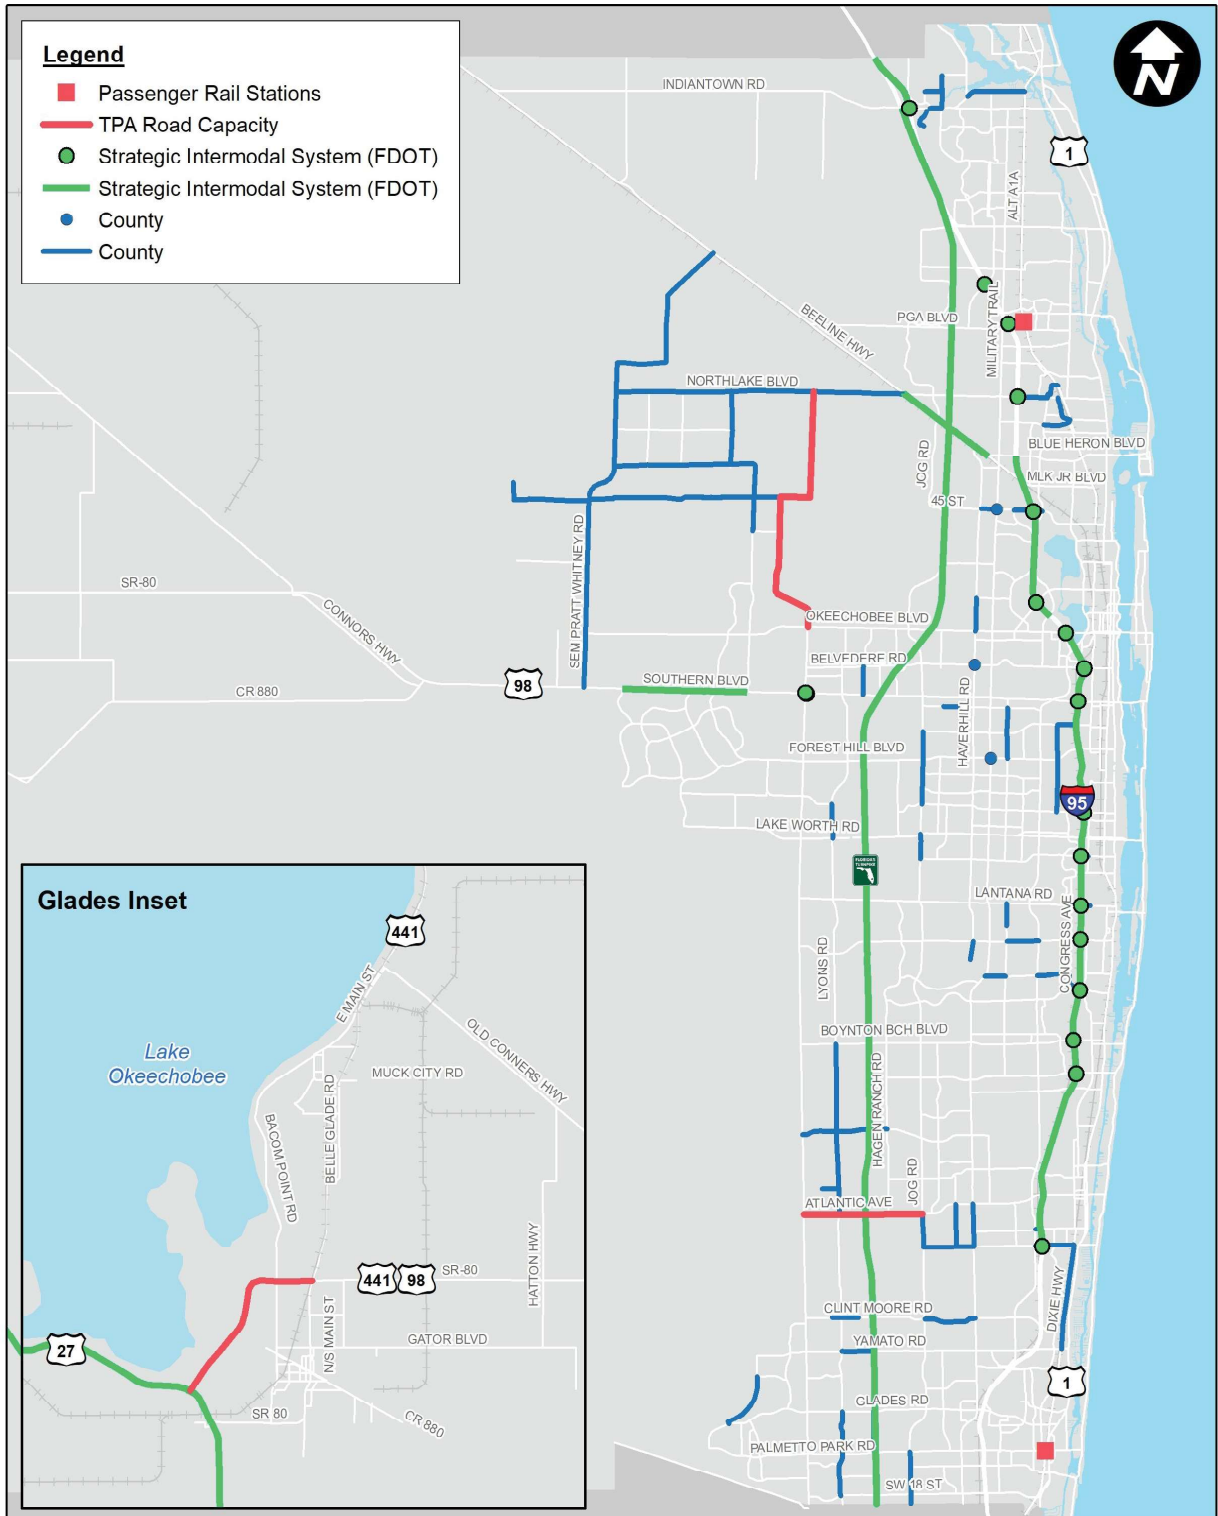 Legend
Passenger Rail Stations
TPA Road Capacity
Strategic Intermodal System (FDOT)
Strategic Intermodal System (FDOT)
County
County
N
INDIANTOWN RD
1
ALT A1A
MILITARY TRAIL
PGA BLVD
BEELINE HWY
NORTHLAKE BLVD
BLUE HERON BLVD
JOG RD
MLK JR BLVD
45 ST
SEM PRATT WHITNEY RD
SR-80
CONNORS HWY
OKEECHOBEE BLVD
BELVEDERE RD
98
SOUTHERN BLVD
CR 880
HAVERHILL RD
FOREST HILL BLVD
95
LAKE WORTH RD
FLORIDA'S
TURNPIKE
LANTANA RD
CONGRESS AVE
LYONS RD
BOYNTON BCH BLVD
HAGEN RANCH RD
JOG RD
ATLANTIC AVE
CLINT MOORE RD
DIXIE HWY
YAMATO RD
1
GLADES RD
PALMETTO PARK RD
SW 18 ST
Glades Inset
441
E MAIN ST
Lake
Okeechobee
OLD CONNERS HWY
MUCK CITY RD
BELLE GLADE RD
BACOM POINT RD
HATTON HWY
441
98
SR-80
N/S MAIN ST
GATOR BLVD
27
SR 80
CR 880